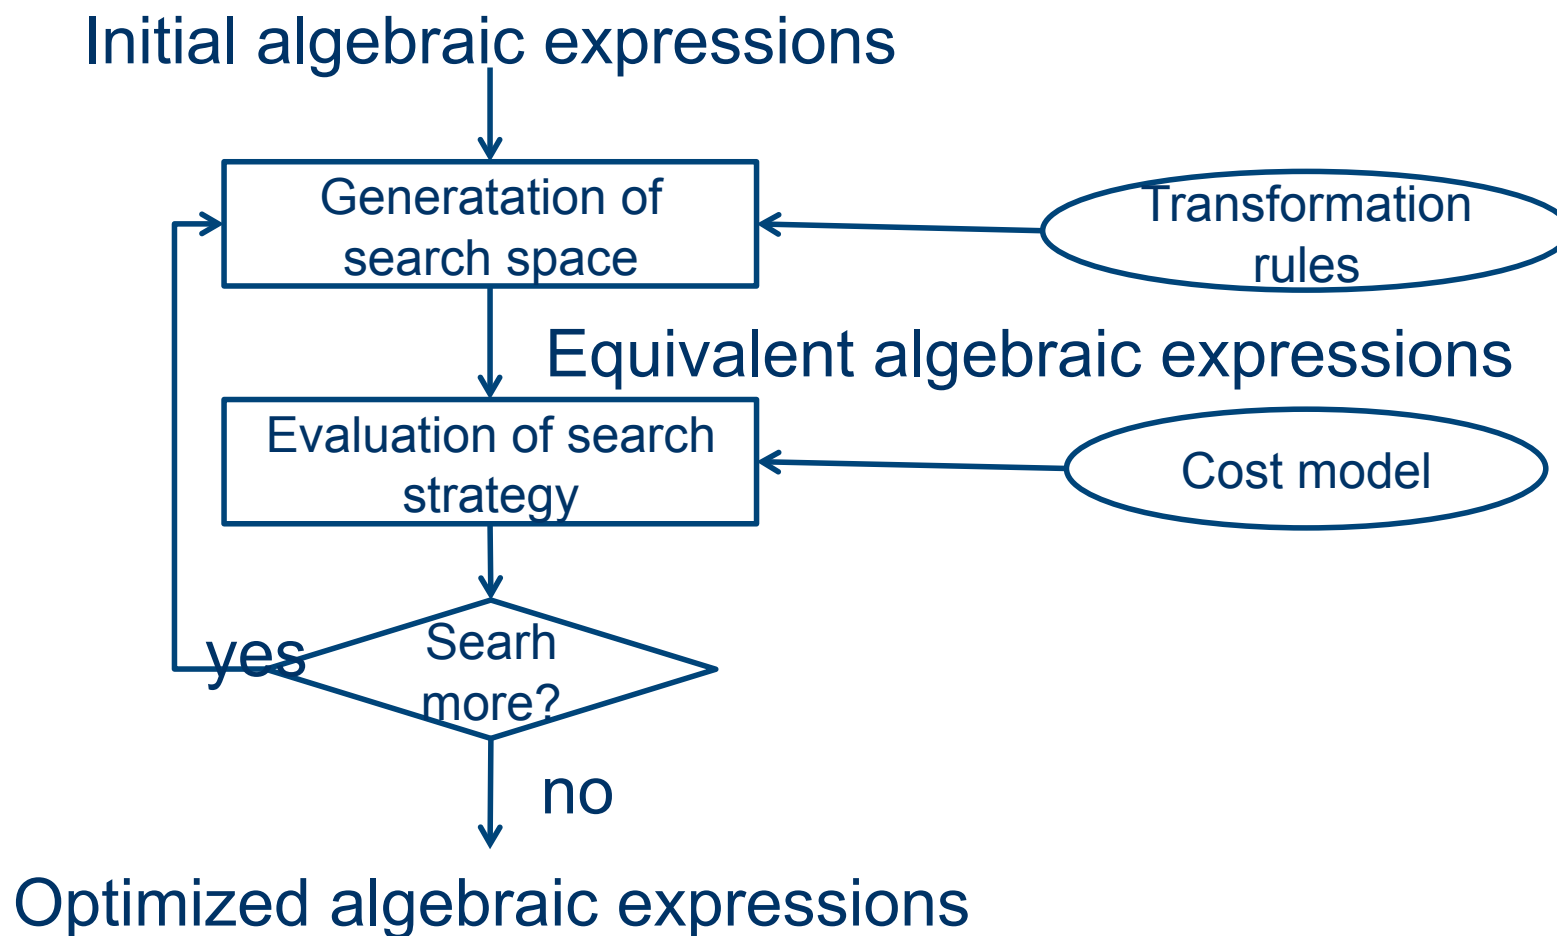 Initial algebraic expressions
Generatation of
search space
Transformation
rules
Equivalent algebraic expressions
Evaluation of search
strategy
Cost model
Searh
more?
yes
no
Optimized algebraic expressions